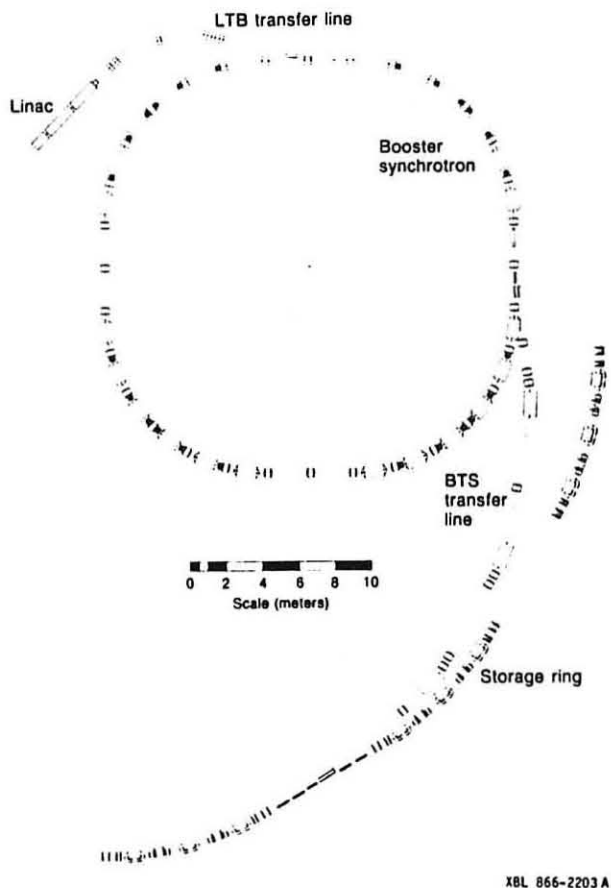 LTB transfer line
Linac
Booster
synchrotron
BTS
transfer
line
0 2 4 6 8 10
Scale (meters)
Storage ring
XBL 866-2203 A